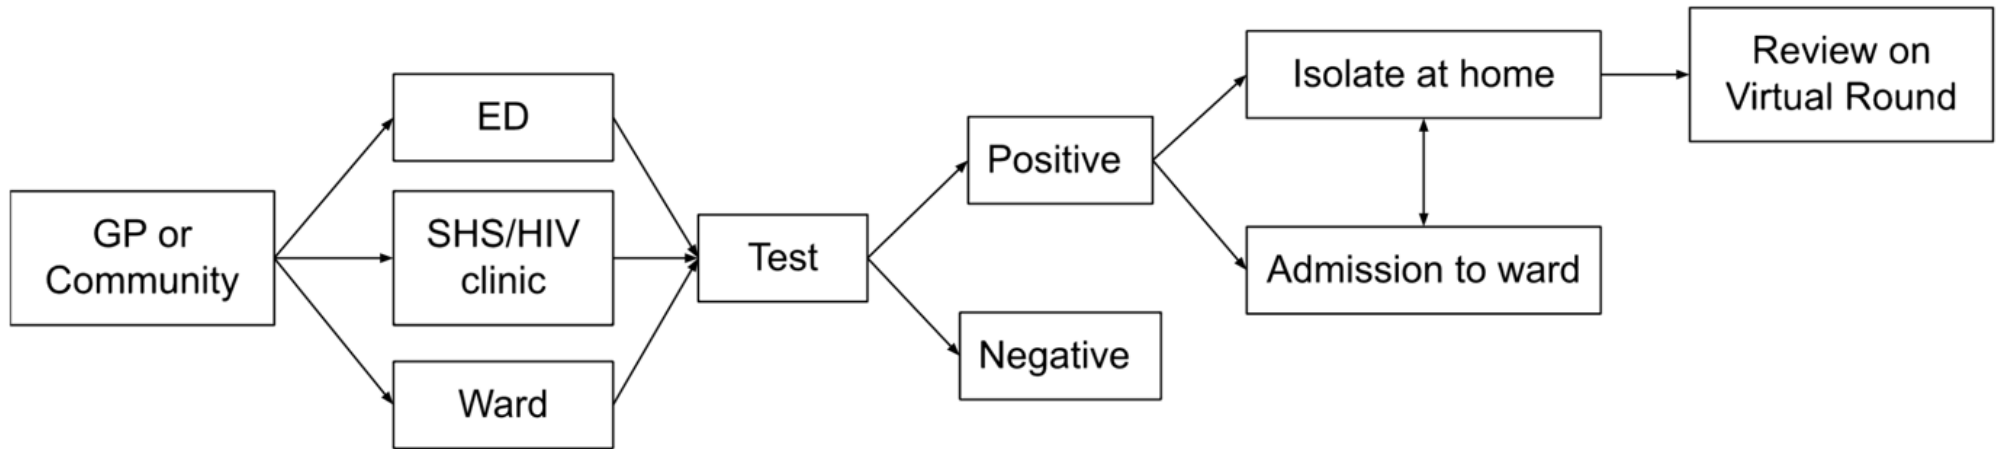 GP or
Community
ED
SHS/HIV
clinic
Ward
Test
Positive
Negative
Isolate at home
Admission to ward
Review on
Virtual Round